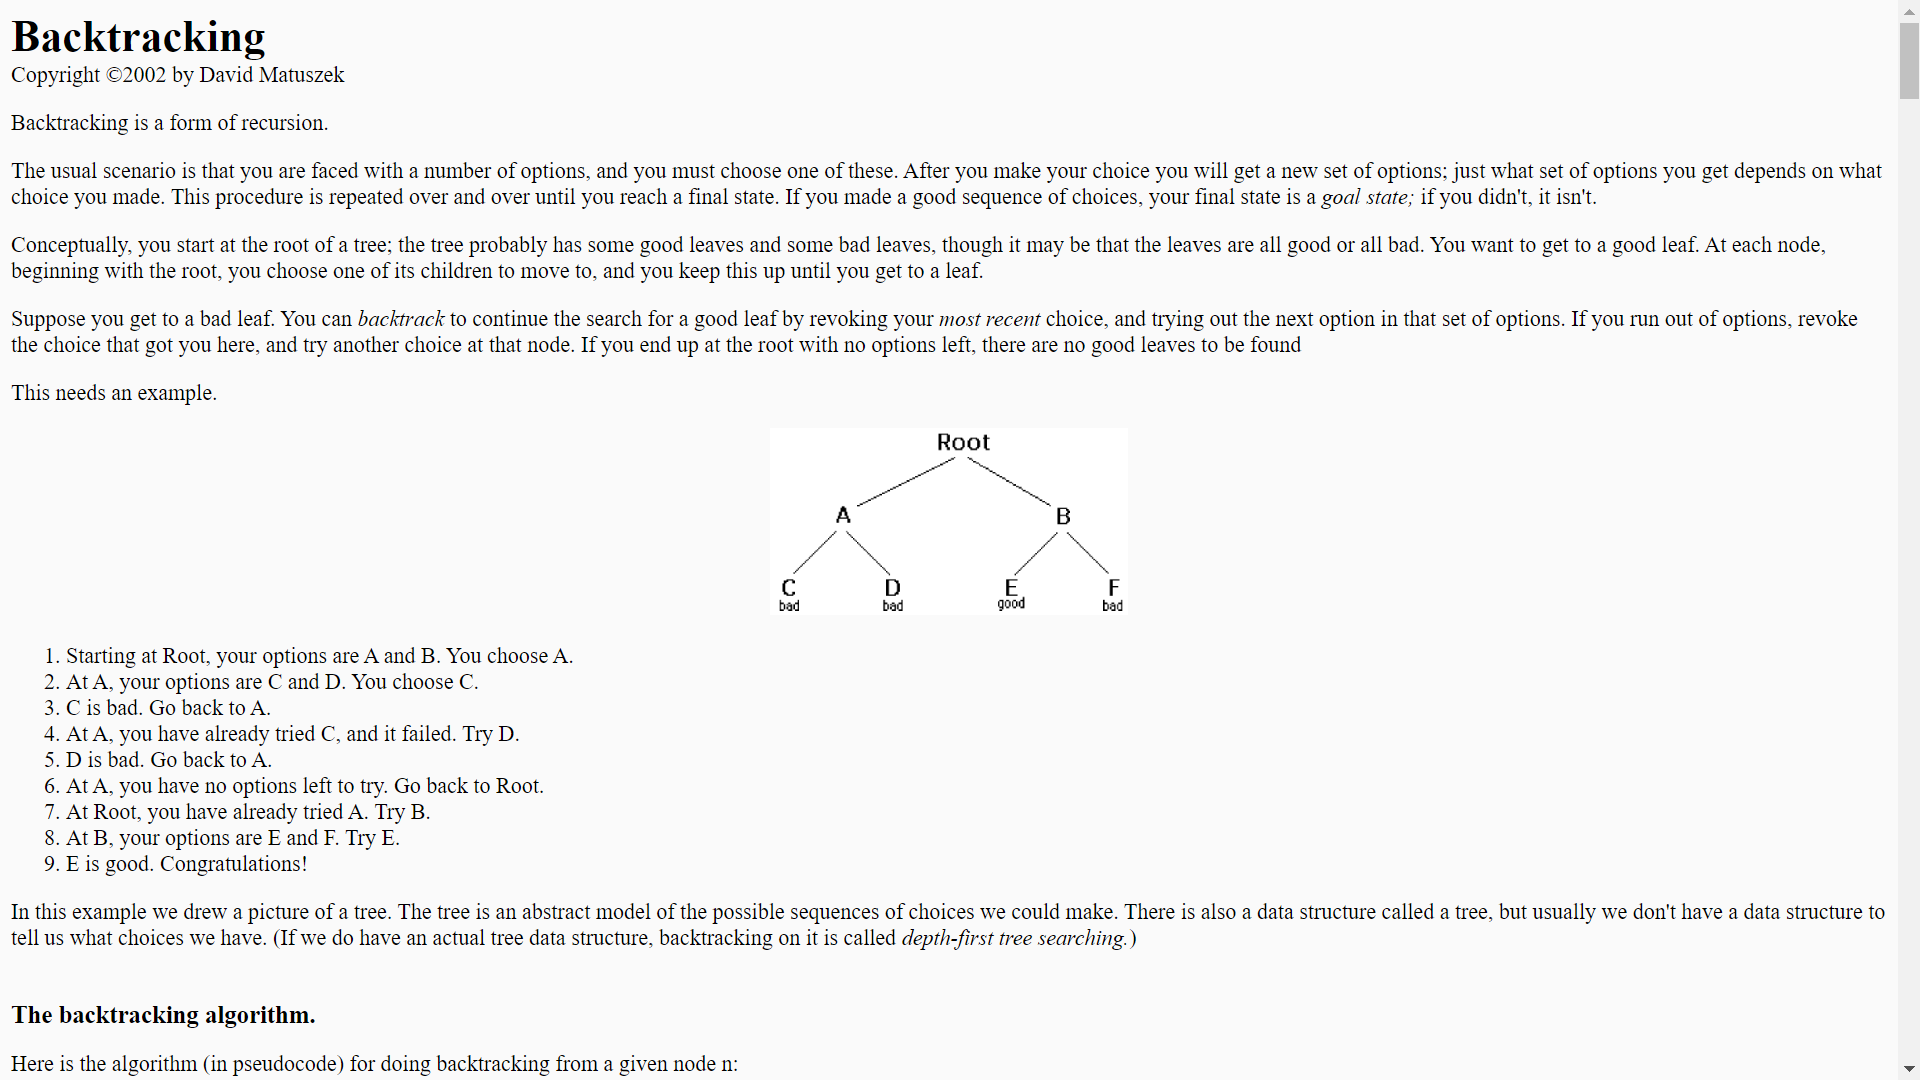 Backtracking
Copyright ©2002 by David Matuszek
Backtracking is a form of recursion.
The usual scenario is that you are faced with a number of options, and you must choose one of these. After you make your choice you will get a new set of options; just what set of options you get depends on what
choice you made. This procedure is repeated over and over until you reach a final state. If you made a good sequence of choices, your final state is a goal state; if you didn't, it isn't.
Conceptually, you start at the root of a tree; the tree probably has some good leaves and some bad leaves, though it may be that the leaves are all good or all bad. You want to get to a good leaf. At each node,
beginning with the root, you choose one of its children to move to, and you keep this up until you get to a leaf.
Suppose you get to a bad leaf. You can backtrack to continue the search for a good leaf by revoking your most recent choice, and trying out the next option in that set of options. If you run out of options, revoke
the choice that got you here, and try another choice at that node. If you end up at the root with no options left, there are no good leaves to be found
This needs an example.
Root
A B
C D E F
bad bad good bad
1. Starting at Root, your options are A and B. You choose A.
2. At A, your options are C and D. You choose C.
3. C is bad. Go back to A.
4. At A, you have already tried C, and it failed. Try D.
5. D is bad. Go back to A.
6. At A, you have no options left to try. Go back to Root.
7. At Root, you have already tried A. Try B.
8. At B, your options are E and F. Try E.
9. E is good. Congratulations!
In this example we drew a picture of a tree. The tree is an abstract model of the possible sequences of choices we could make. There is also a data structure called a tree, but usually we don't have a data structure to
tell us what choices we have. (If we do have an actual tree data structure, backtracking on it is called depth-first tree searching.)
The backtracking algorithm.
Here is the algorithm (in pseudocode) for doing backtracking from a given node n: